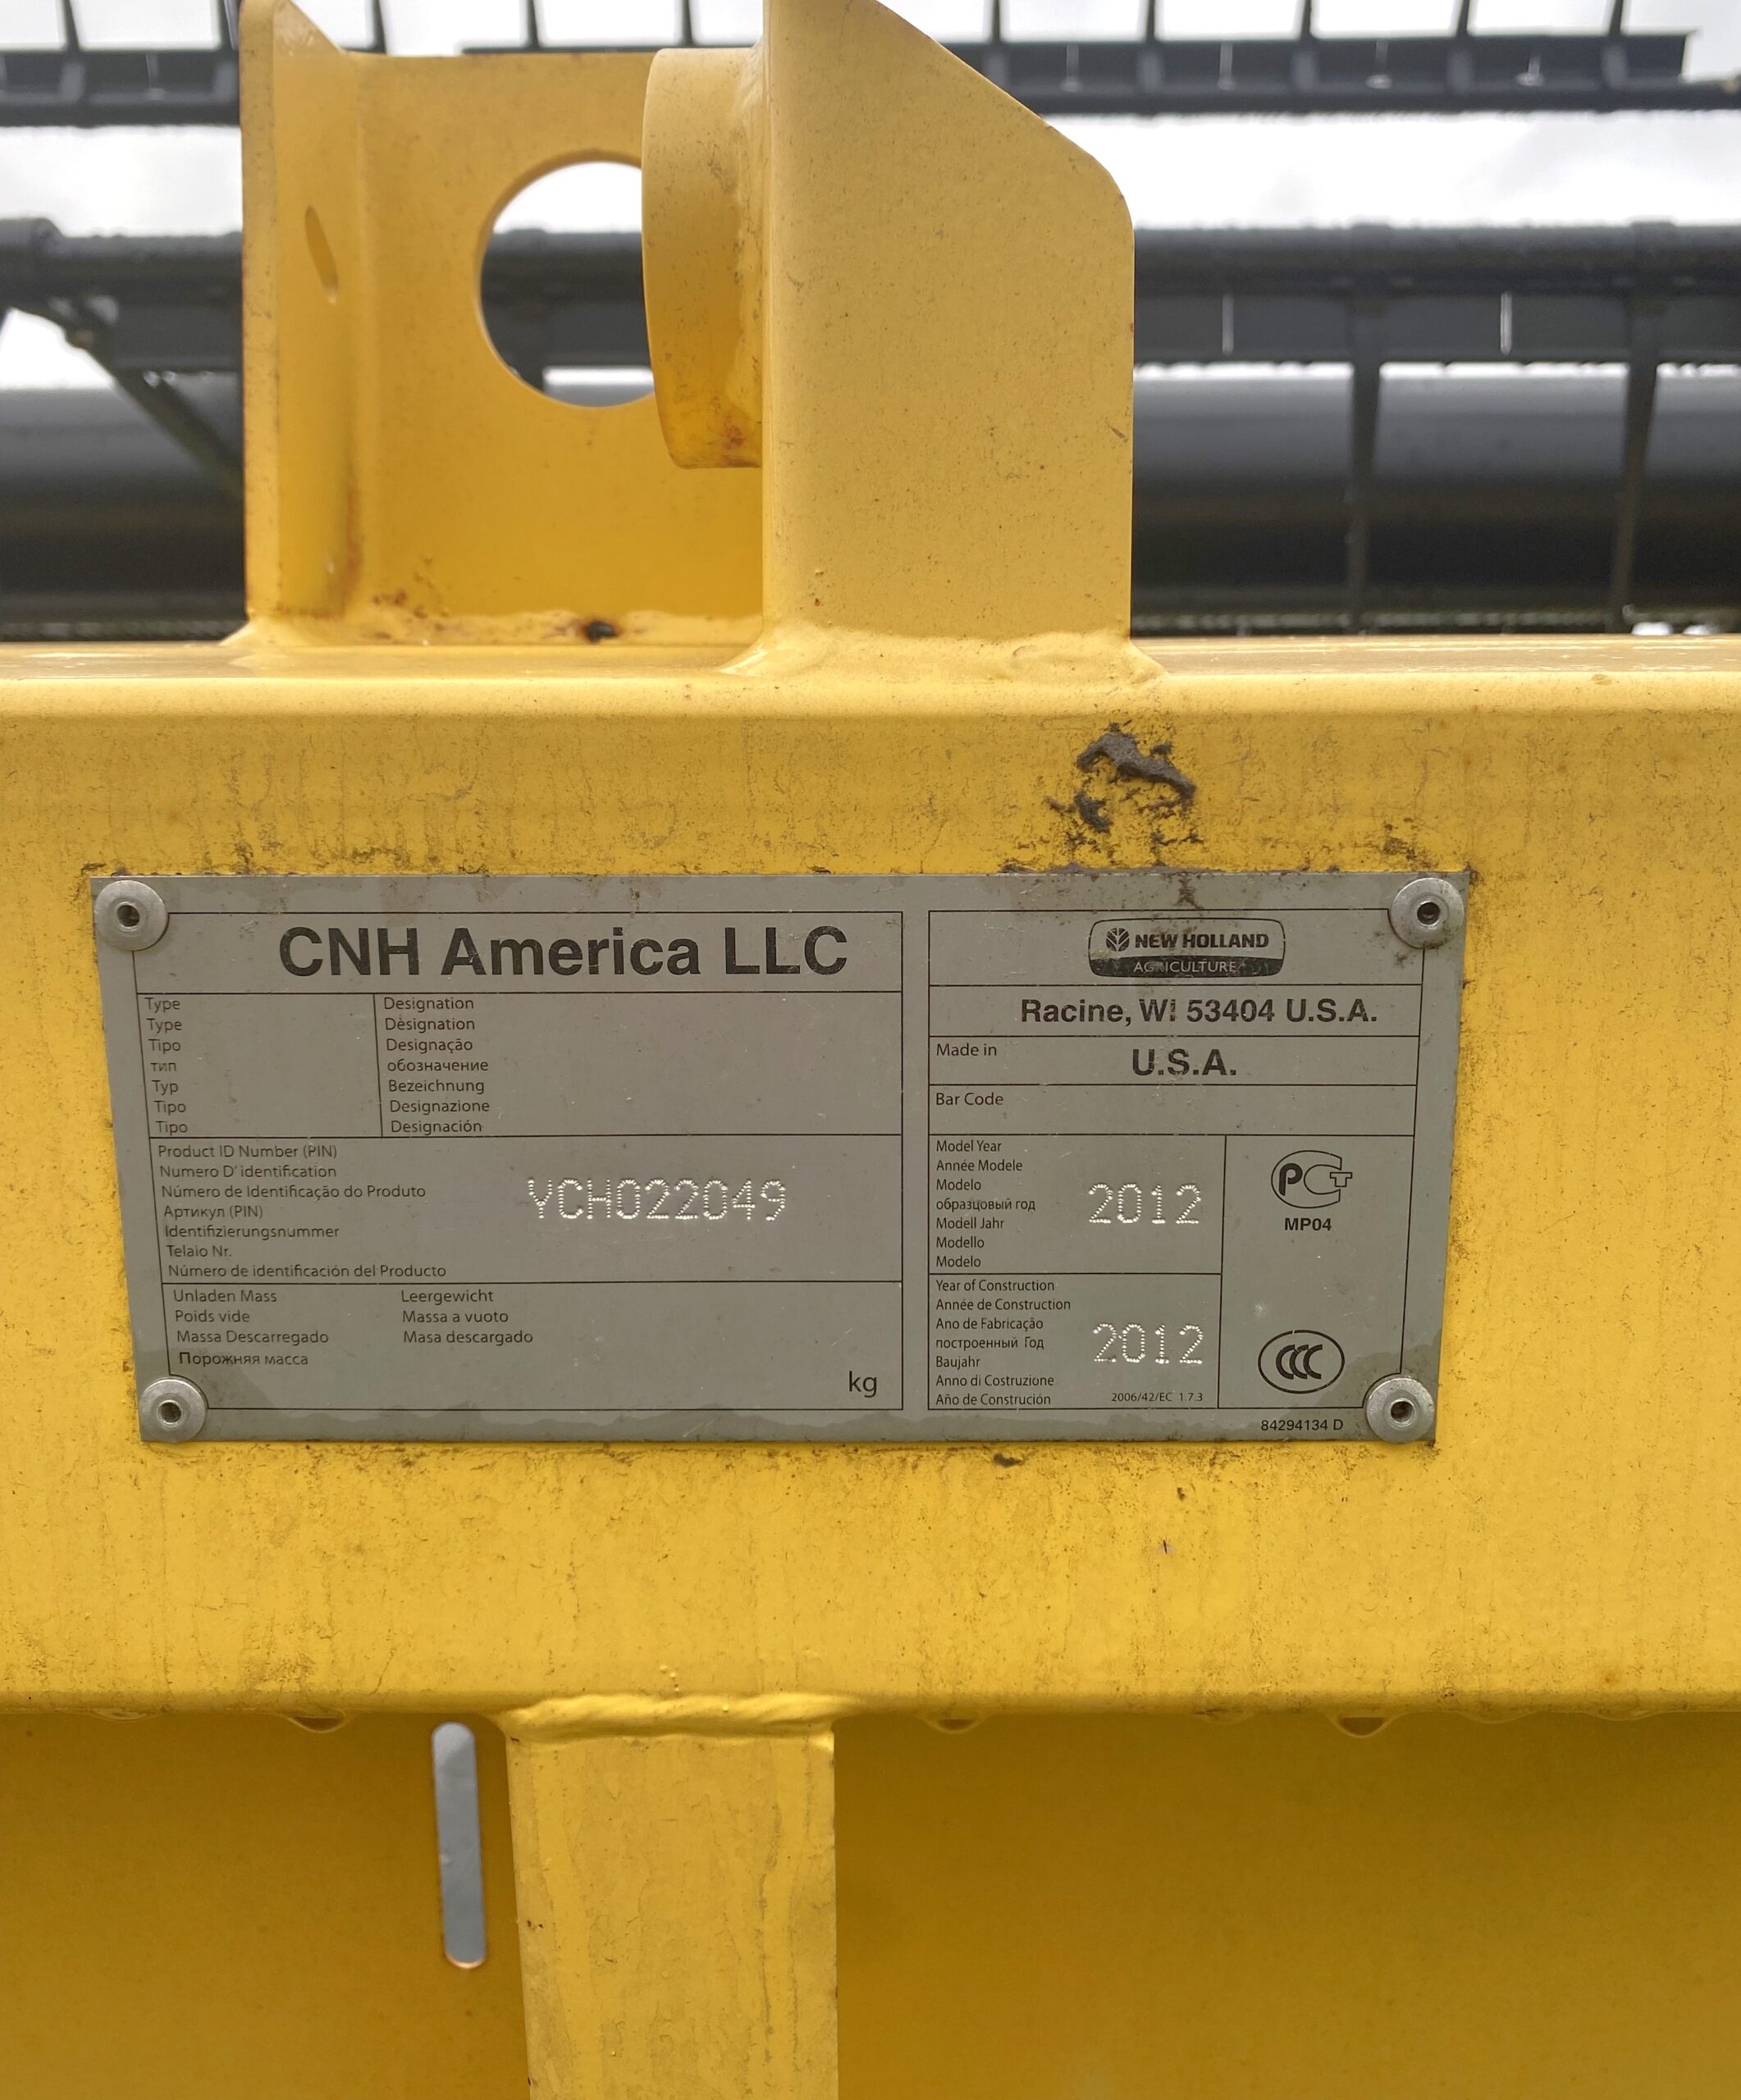 CNH America LLC
Type
Type
Tipo
тип
Typ
Tipo
Tipo
Designation
Dèsignation
Designação
обозначение
Bezeichnung
Designazione
Designación
Product ID Number (PIN)
Numero D'identification
Número de Identificação do Produto
Артикул (PIN)
Identifizierungsnummer
Telaio Nr.
Número de identificación del Producto
YCH022049
Unladen Mass
Poids vide
Massa Descarregado
Порожняя масса
Leergewicht
Massa a vuoto
Masa descargado
kg
NEW HOLLAND
AGRICULTURE
Racine, WI 53404 U.S.A.
Made in
U.S.A.
Bar Code
Model Year
Année Modele
Modelo
образцовый год
Modell Jahr
Modello
Modelo
2012
Year of Construction
Année de Construction
Ano de Fabricação
построенный Год
Baujahr
Anno di Costruzione
Año de Construción
2012
2006/42/EC 1.7.3
РСТ
MP04
CCC
84294134 D